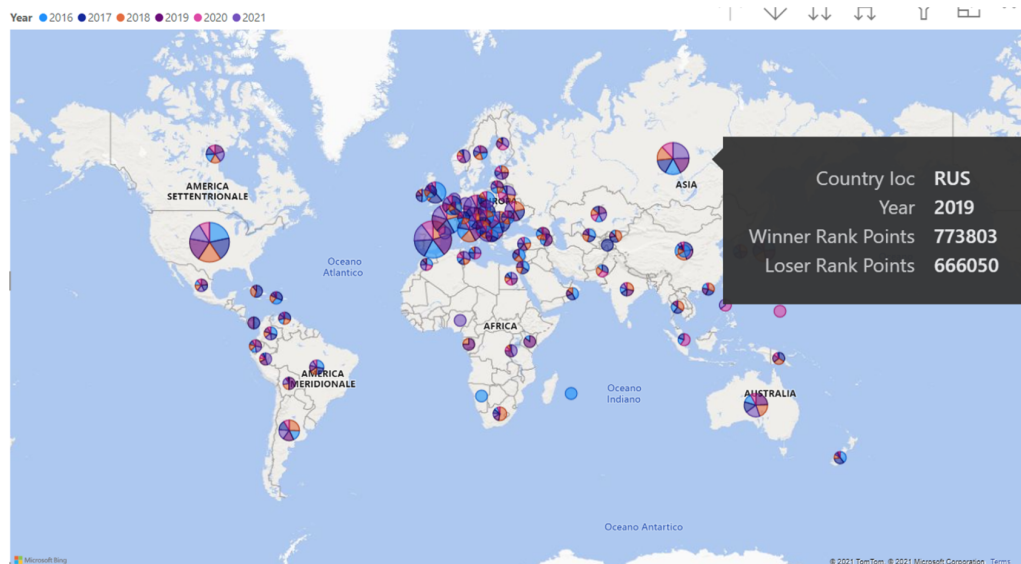 Year 2016 2017 2018 2019 2020 2021
Country Ioc RUS
Year 2019
Winner Rank Points 773803
Loser Rank Points 666050
AMERICA
SETTENTRIONALE
ASIA
Oceano
Atlantico
AFRICA
AMERICA
MERIDIONALE
Oceano
Indiano
AUSTRALIA
Oceano Antartico
Microsoft Bing
© 2021 TomTom, © 2021 Microsoft Corporation Terms